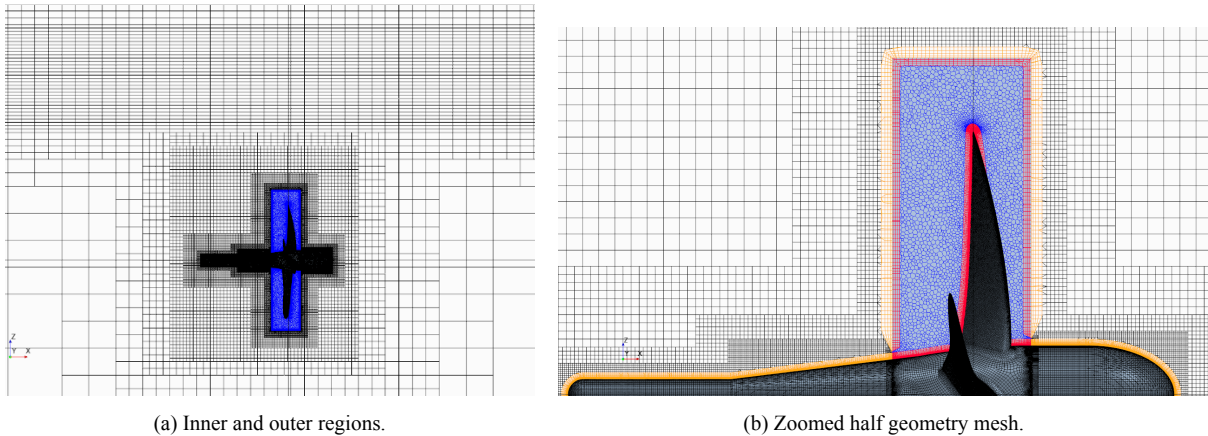 Z
Y X
Z
Y X
(a) Inner and outer regions.
(b) Zoomed half geometry mesh.